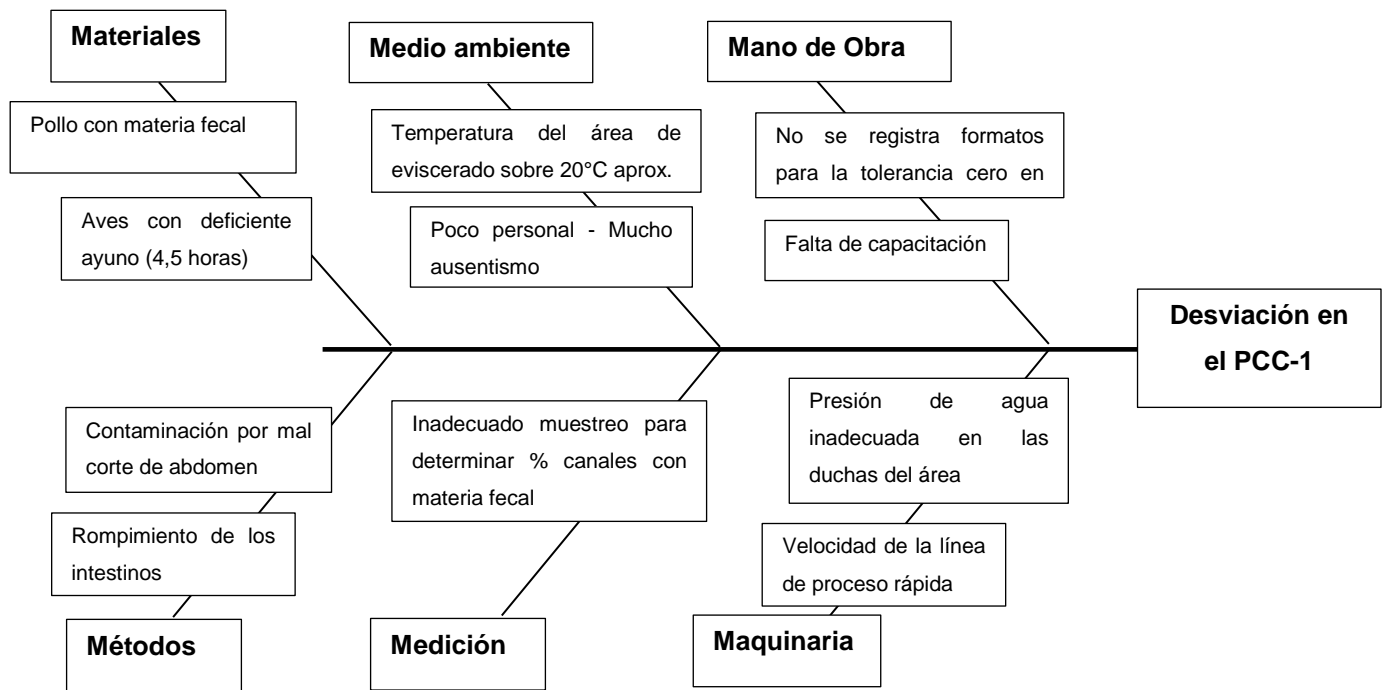 Materiales
Medio ambiente
Mano de Obra
Pollo con materia fecal
Temperatura del área de
eviscerado sobre 20°C aprox.
No se registra formatos
para la tolerancia cero en
Aves con deficiente
ayuno (4,5 horas)
Poco personal - Mucho
ausentismo
Falta de capacitación
Desviación en
el PCC-1
Contaminación por mal
corte de abdomen
Inadecuado muestreo para
determinar % canales con
materia fecal
Presión de agua
inadecuada en las
duchas del área
Rompimiento de los
intestinos
Velocidad de la línea
de proceso rápida
Métodos
Medición
Maquinaria